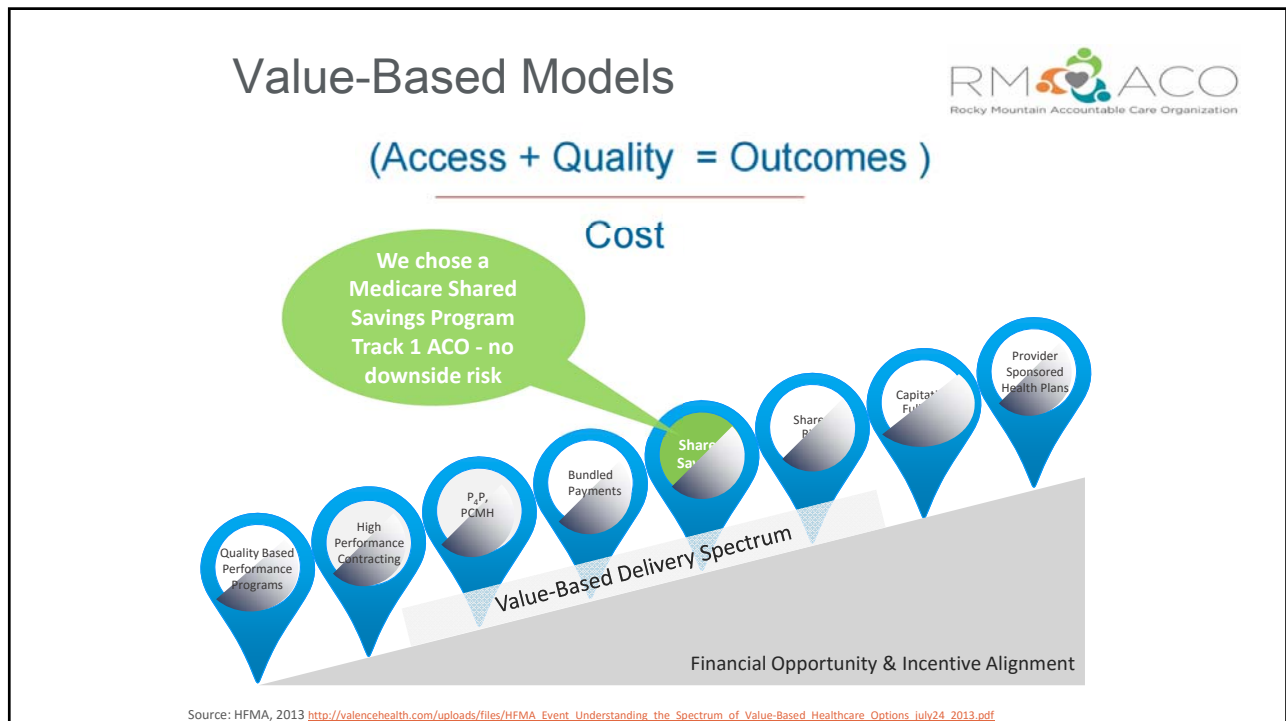 Value-Based Models
RM ACO
Rocky Mountain Accountable Care Organization
(Access + Quality = Outcomes )
Cost
We chose a
Medicare Shared
Savings Program
Track 1 ACO - no
downside risk
Quality Based
Performance
Programs
High
Performance
Contracting
P4P,
PCMH
Bundled
Payments
Share
Provider
Sponsored
Health Plans
Value-Based Delivery Spectrum
Financial Opportunity & Incentive Alignment
Source: HFMA, 2013 http://valencehealth.com/uploads/files/HFMA_Event_Understanding_the_Spectrum_of_Value-Based_Healthcare_Options_july24_2013.pdf